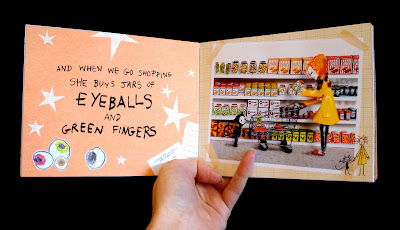 AND WHEN WE GO SHOPPING
SHE BUYS JARS OF
EYEBALLS
AND
GREEN FINGERS